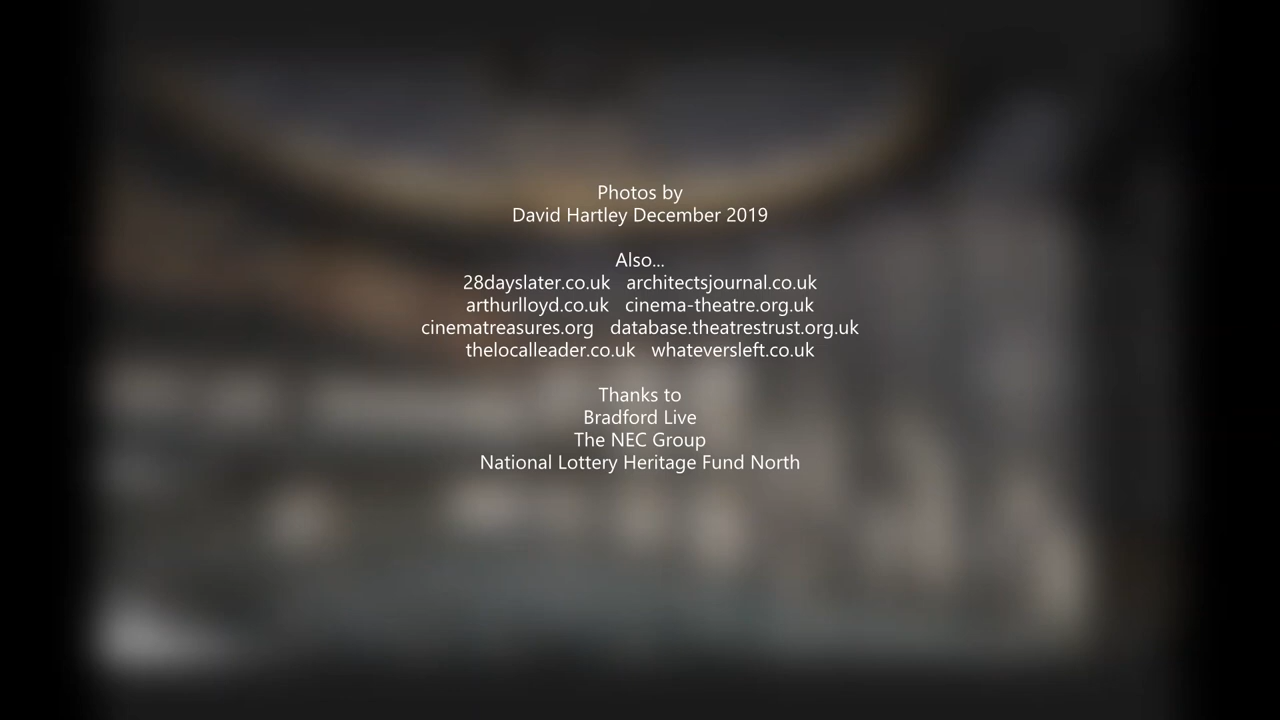 Photos by
David Hartley December 2019
Also...
28dayslater.co.uk architectsjournal.co.uk
arthurlloyd.co.uk cinema-theatre.org.uk
cinematreasures.org database.theatrestrust.org.uk
thelocalleader.co.uk whateversleft.co.uk
Thanks to
Bradford Live
The NEC Group
National Lottery Heritage Fund North